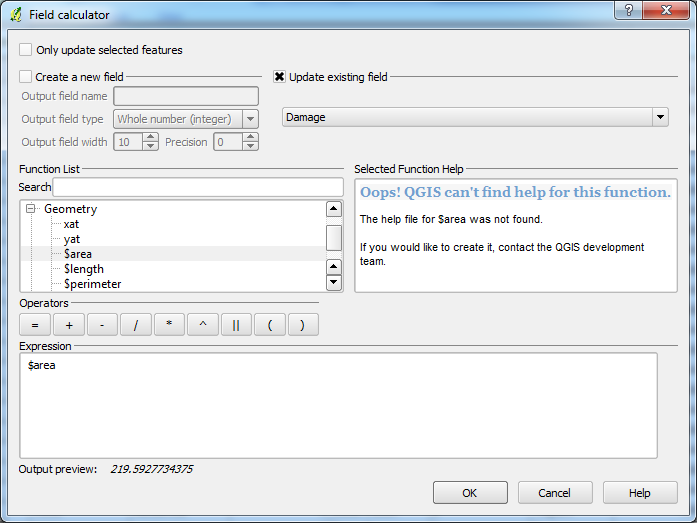 Field calculator
Only update selected features
Create a new field
Update existing field
Output field name
Output field type Whole number (integer)
Output field width 10 Precision 0
Damage
Function List
Search
Geometry
xat
yat
$area
$length
$perimeter
Selected Function Help
Oops! QGIS can't find help for this function.
The help file for $area was not found.
If you would like to create it, contact the QGIS development
team.
Operators
= + - / * ^ || ( )
Expression
$area
Output preview: 219.5927734375
OK Cancel Help